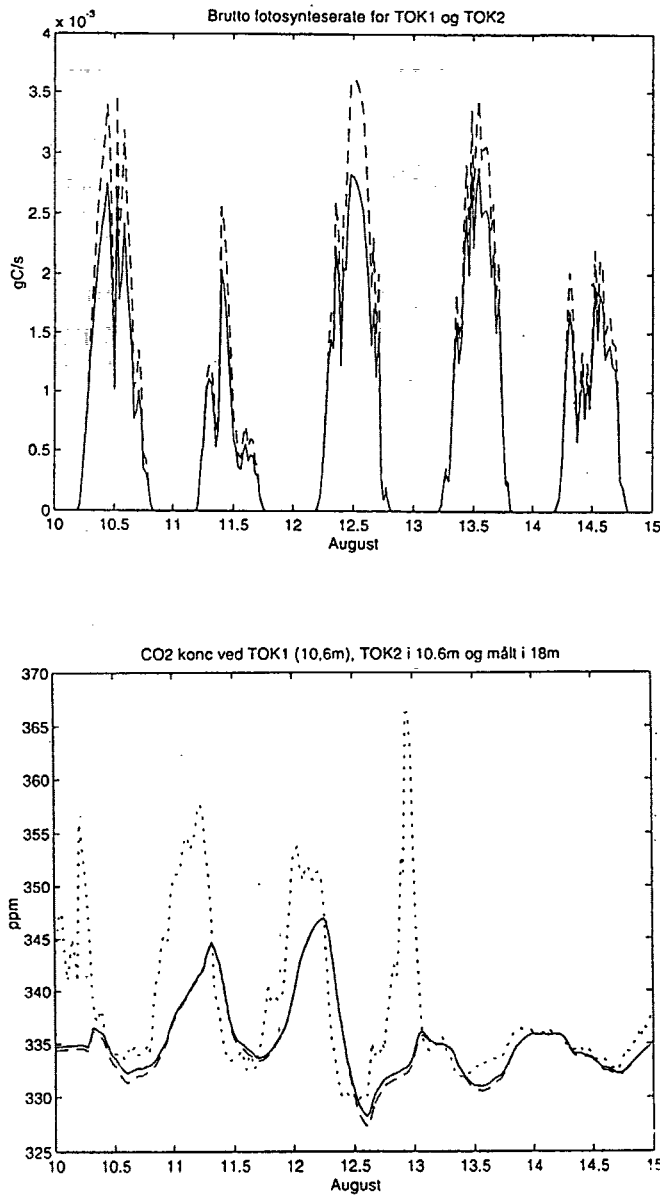 Brutto fotosynteserate for TOK1 og TOK2
x 10⁻³
4
3.5
3
2.5
2
1.5
1
0.5
0
gC/s
10 10.5 11 11.5 12 12.5 13 13.5 14 14.5 15
August
CO2 konc ved TOK1 (10,6m), TOK2 i 10.6m og målt i 18m
370
365
360
355
350
345
340
335
330
325
ppm
10 10.5 11 11.5 12 12.5 13 13.5 14 14.5 15
August